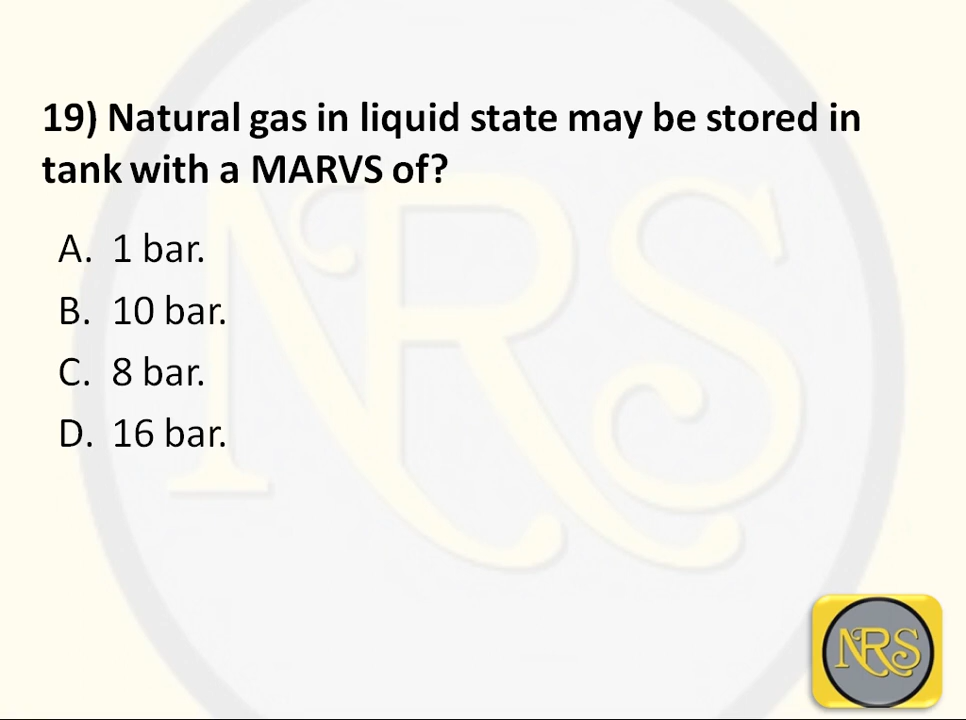 19) Natural gas in liquid state may be stored in
tank with a MARVS of?
A. 1 bar.
B. 10 bar.
C. 8 bar.
D. 16 bar.
NRS
NRS